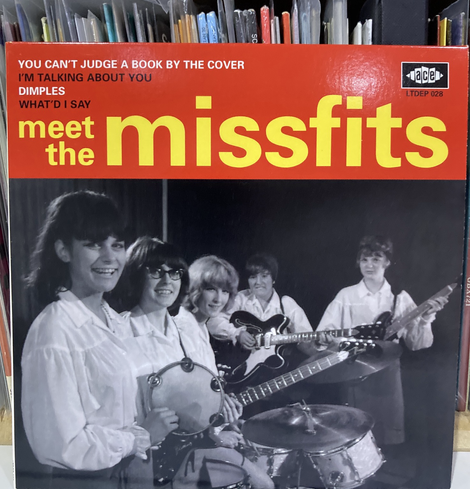 YOU CAN'T JUDGE A BOOK BY THE COVER
I'M TALKING ABOUT YOU
DIMPLES
WHAT'D I SAY
ace
LTDEP 028
meet
the
missfits